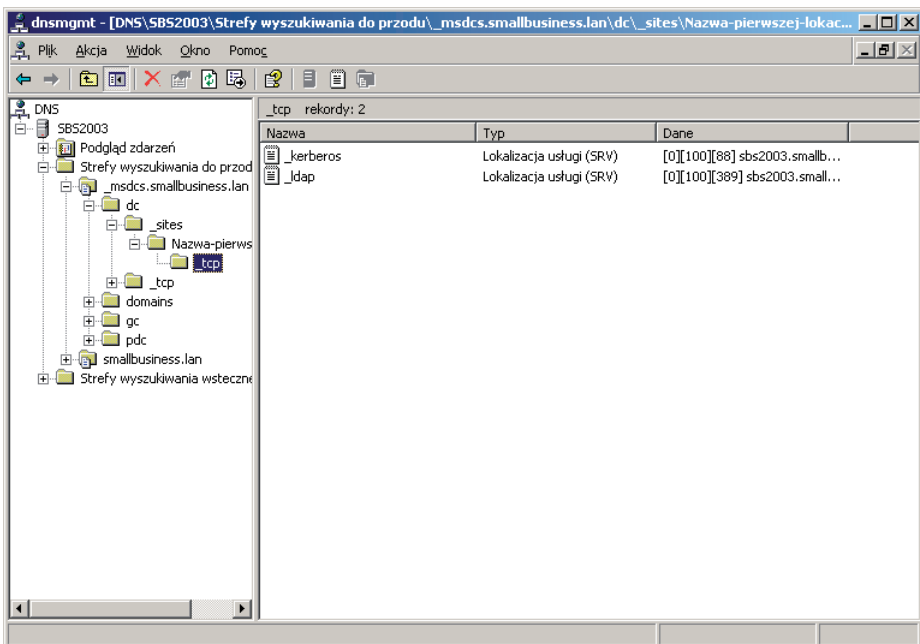 dnsmgmt - [DNS\SBS2003\Strefy wyszukiwania do przodu\_msdcs.smallbusiness.lan\dc\_sites\Nazwa-pierwszej-lokac...
Plik Akcja Widok Okno Pomoc
DNS
SBS2003
Podgląd zdarzeń
Strefy wyszukiwania do przod
_msdcs.smallbusiness.lan
dc
_sites
Nazwa-pierws
_tcp
_tcp
domains
gc
pdc
smallbusiness.lan
Strefy wyszukiwania wsteczne
_tcp rekordy: 2
Nazwa Typ Dane
_kerberos Lokalizacja usługi (SRV) [0][100][88] sbs2003.smallb...
_ldap Lokalizacja usługi (SRV) [0][100][389] sbs2003.small...